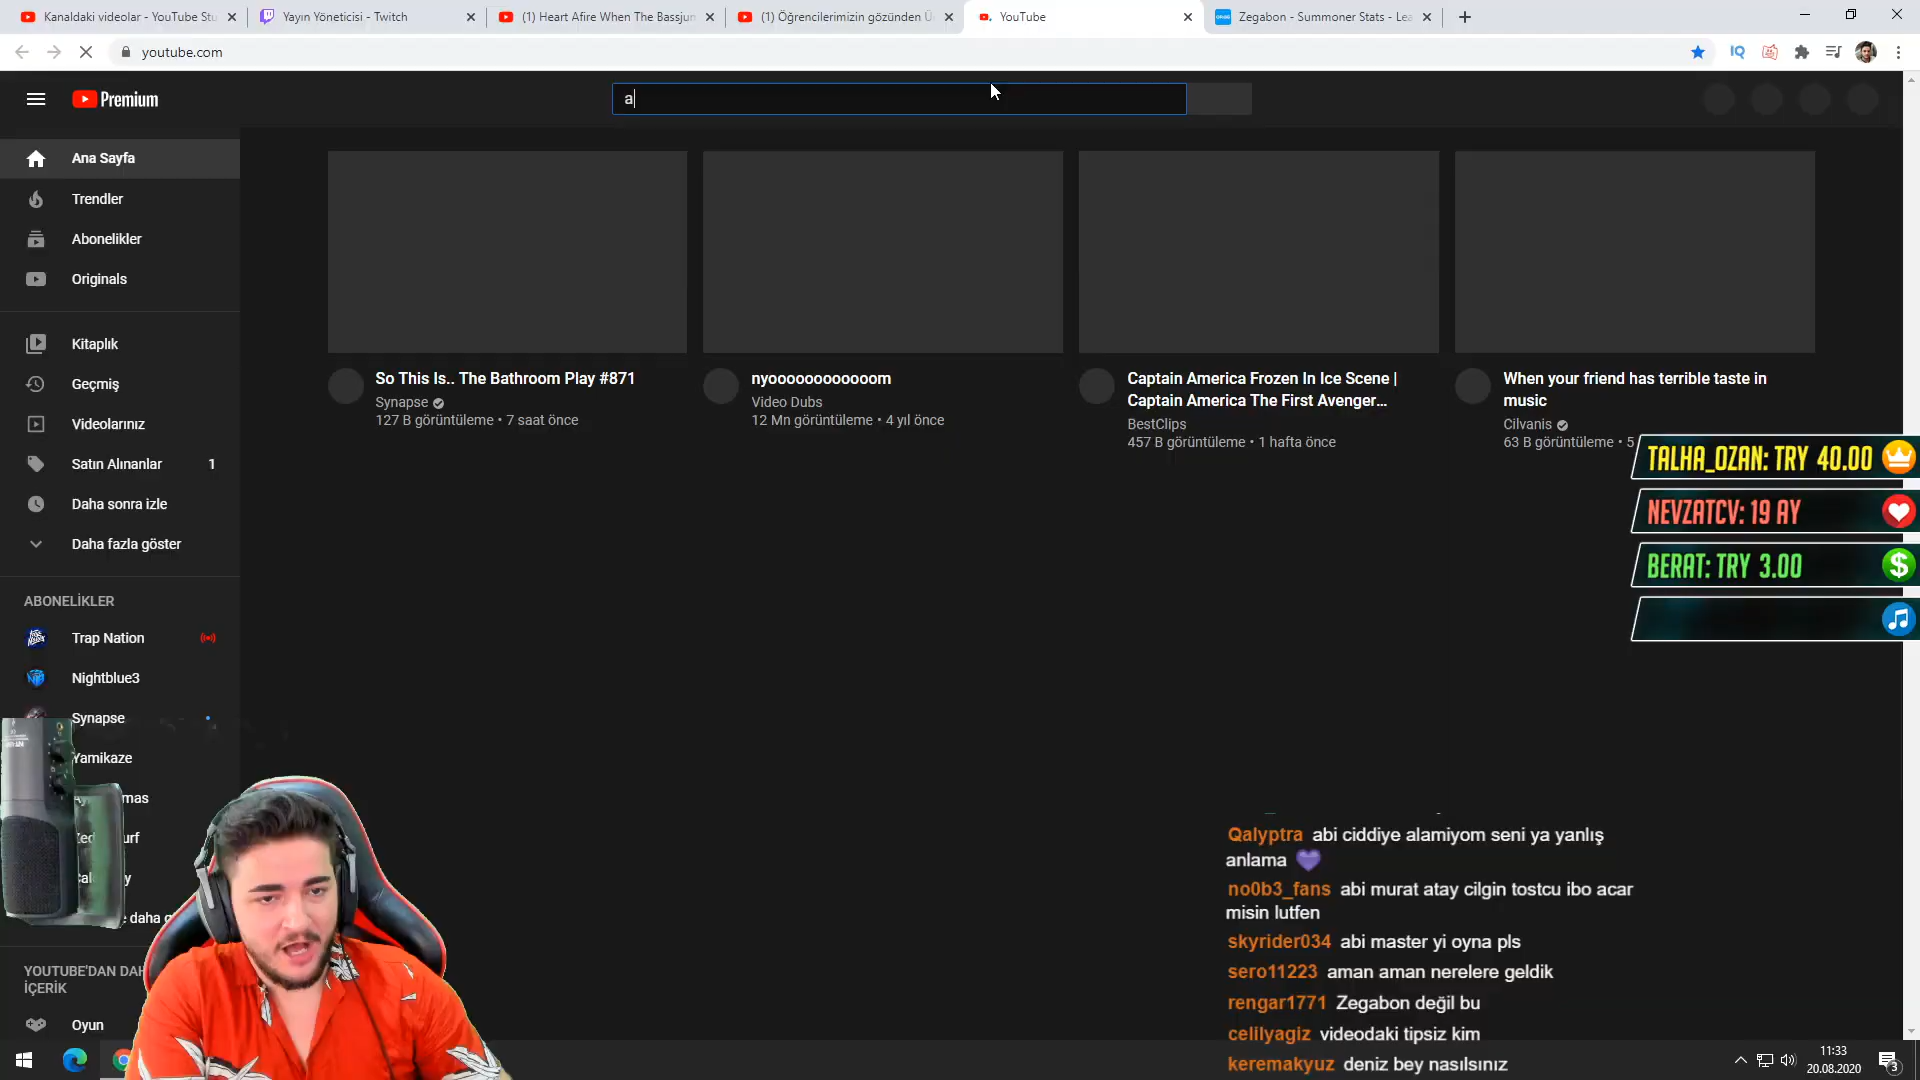 Kanaldaki videolar - YouTube Stu
Yayın Yöneticisi - Twitch
(1) Heart Afire When The Bassjun
(1) Öğrencilerimizin gözünden Ü
YouTube
Zegabon - Summoner Stats - Lea
youtube.com
IQ
Premium
a
Ana Sayfa
Trendler
Abonelikler
Originals
Kitaplık
Geçmiş
Videolarınız
Satın Alınanlar 1
Daha sonra izle
Daha fazla göster
ABONELİKLER
Trap Nation
Nightblue3
Synapse
Yamikaze
YOUTUBE'DAN DAH
İÇERİK
Oyun
So This Is.. The Bathroom Play #871
Synapse
127 B görüntüleme • 7 saat önce
nyoooooooooooom
Video Dubs
12 Mn görüntüleme • 4 yıl önce
Captain America Frozen In Ice Scene |
Captain America The First Avenger...
BestClips
457 B görüntüleme • 1 hafta önce
When your friend has terrible taste in
music
Cilvanis
63 B görüntüleme • 5
TALHA_OZAN: TRY 40.00
NEVZATCV: 19 AY
BERAT: TRY 3.00
Qalyptra abi ciddiye alamiyom seni ya yanlış
anlama
no0b3_fans abi murat atay cilgin tostcu ibo acar
misin lutfen
skyrider034 abi master yi oyna pls
sero11223 aman aman nerelere geldik
rengar1771 Zegabon değil bu
celilyagiz videodaki tipsiz kim
keremakyuz deniz bey nasılsınız
11:33
20.08.2020
3